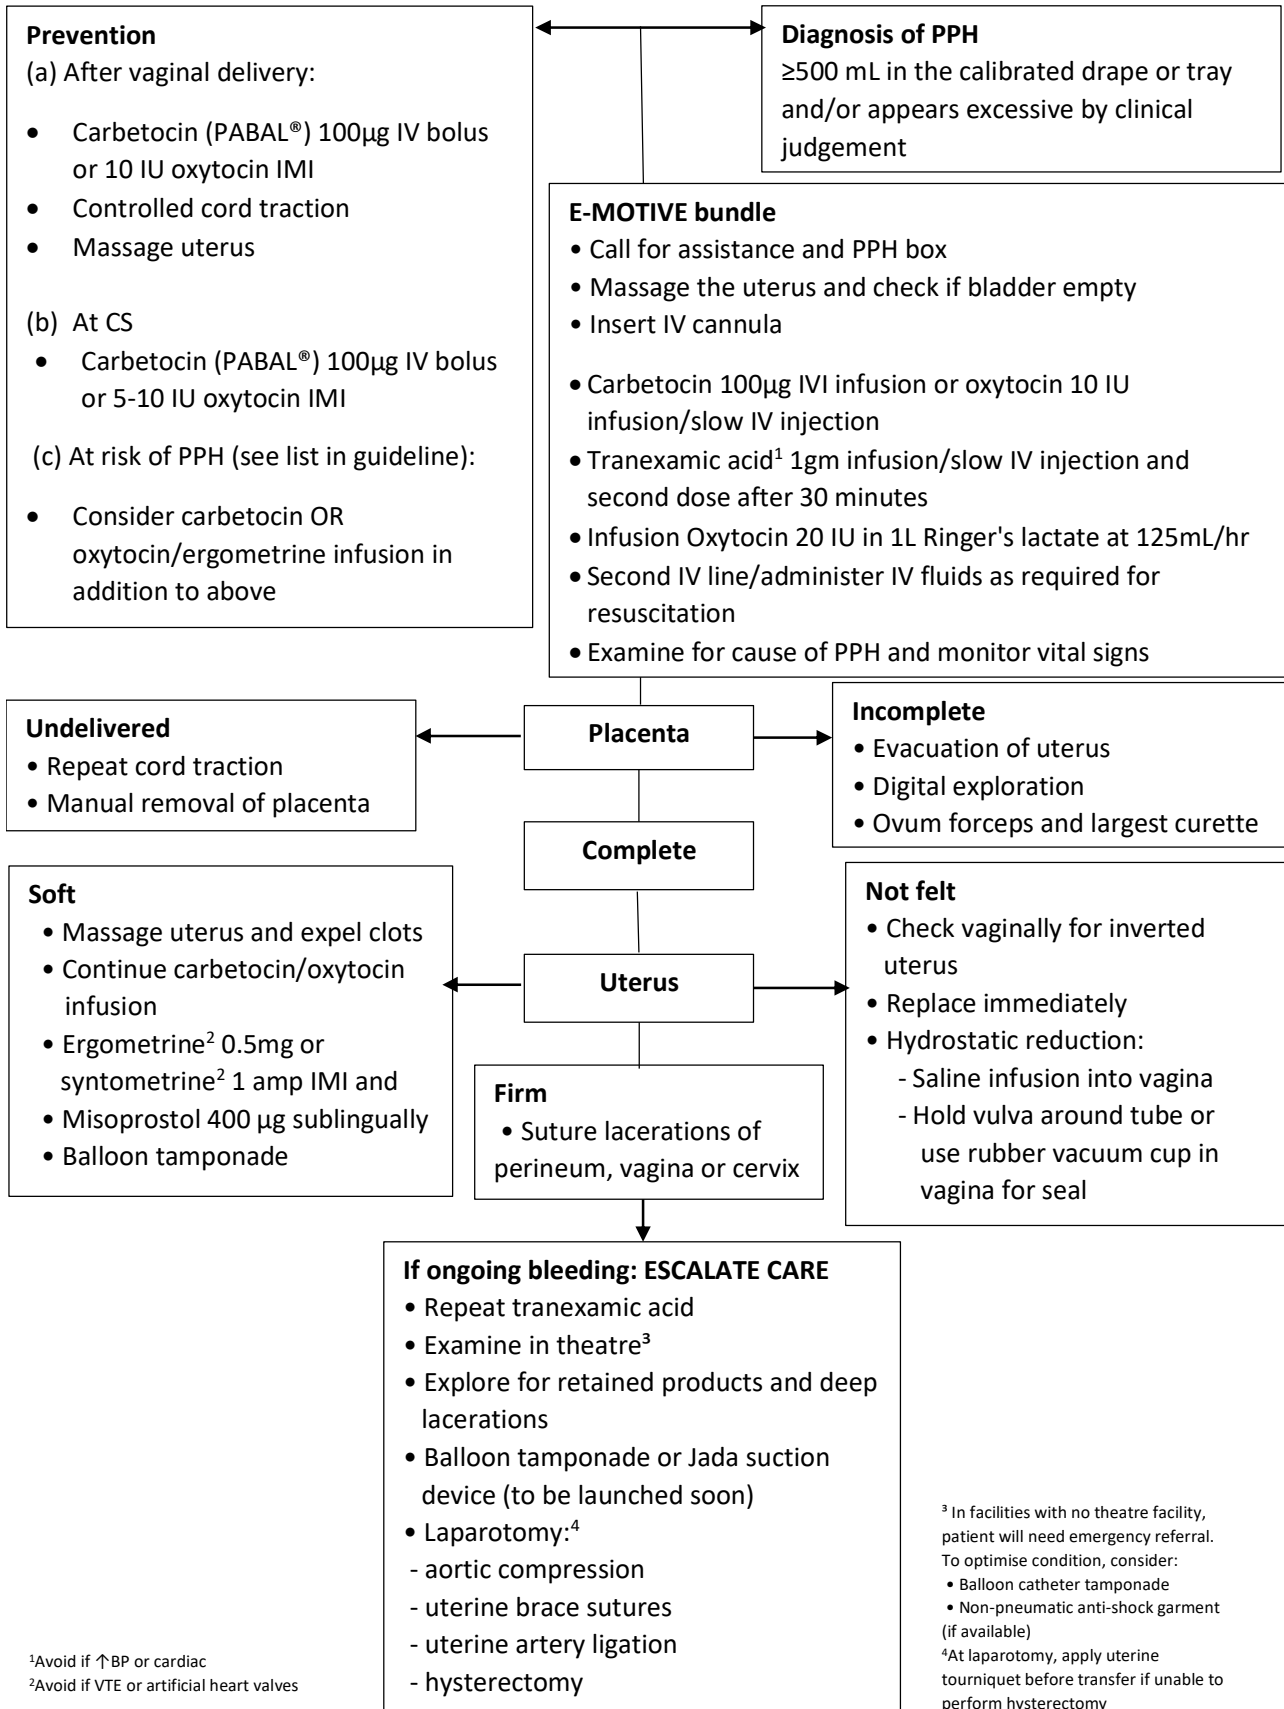 Prevention
(a) After vaginal delivery:
• Carbetocin (PABAL®) 100µg IV bolus
or 10 IU oxytocin IMI
• Controlled cord traction
• Massage uterus
(b) At CS
• Carbetocin (PABAL®) 100µg IV bolus
or 5-10 IU oxytocin IMI
(c) At risk of PPH (see list in guideline):
• Consider carbetocin OR
oxytocin/ergometrine infusion in
addition to above
Diagnosis of PPH
≥500 mL in the calibrated drape or tray
and/or appears excessive by clinical
judgement
E-MOTIVE bundle
• Call for assistance and PPH box
• Massage the uterus and check if bladder empty
• Insert IV cannula
• Carbetocin 100µg IVI infusion or oxytocin 10 IU
infusion/slow IV injection
• Tranexamic acid¹ 1gm infusion/slow IV injection and
second dose after 30 minutes
• Infusion Oxytocin 20 IU in 1L Ringer's lactate at 125mL/hr
• Second IV line/administer IV fluids as required for
resuscitation
• Examine for cause of PPH and monitor vital signs
Undelivered
• Repeat cord traction
• Manual removal of placenta
Placenta
Incomplete
• Evacuation of uterus
• Digital exploration
• Ovum forceps and largest curette
Complete
Soft
• Massage uterus and expel clots
• Continue carbetocin/oxytocin
infusion
• Ergometrine² 0.5mg or
syntometrine² 1 amp IMI and
• Misoprostol 400 µg sublingually
• Balloon tamponade
Uterus
Not felt
• Check vaginally for inverted
uterus
• Replace immediately
• Hydrostatic reduction:
- Saline infusion into vagina
- Hold vulva around tube or
use rubber vacuum cup in
vagina for seal
Firm
• Suture lacerations of
perineum, vagina or cervix
If ongoing bleeding: ESCALATE CARE
• Repeat tranexamic acid
• Examine in theatre³
• Explore for retained products and deep
lacerations
• Balloon tamponade or Jada suction
device (to be launched soon)
• Laparotomy:⁴
- aortic compression
- uterine brace sutures
- uterine artery ligation
- hysterectomy
¹Avoid if ↑BP or cardiac
²Avoid if VTE or artificial heart valves
³ In facilities with no theatre facility,
patient will need emergency referral.
To optimise condition, consider:
• Balloon catheter tamponade
• Non-pneumatic anti-shock garment
(if available)
⁴At laparotomy, apply uterine
tourniquet before transfer if unable to
perform hysterectomy